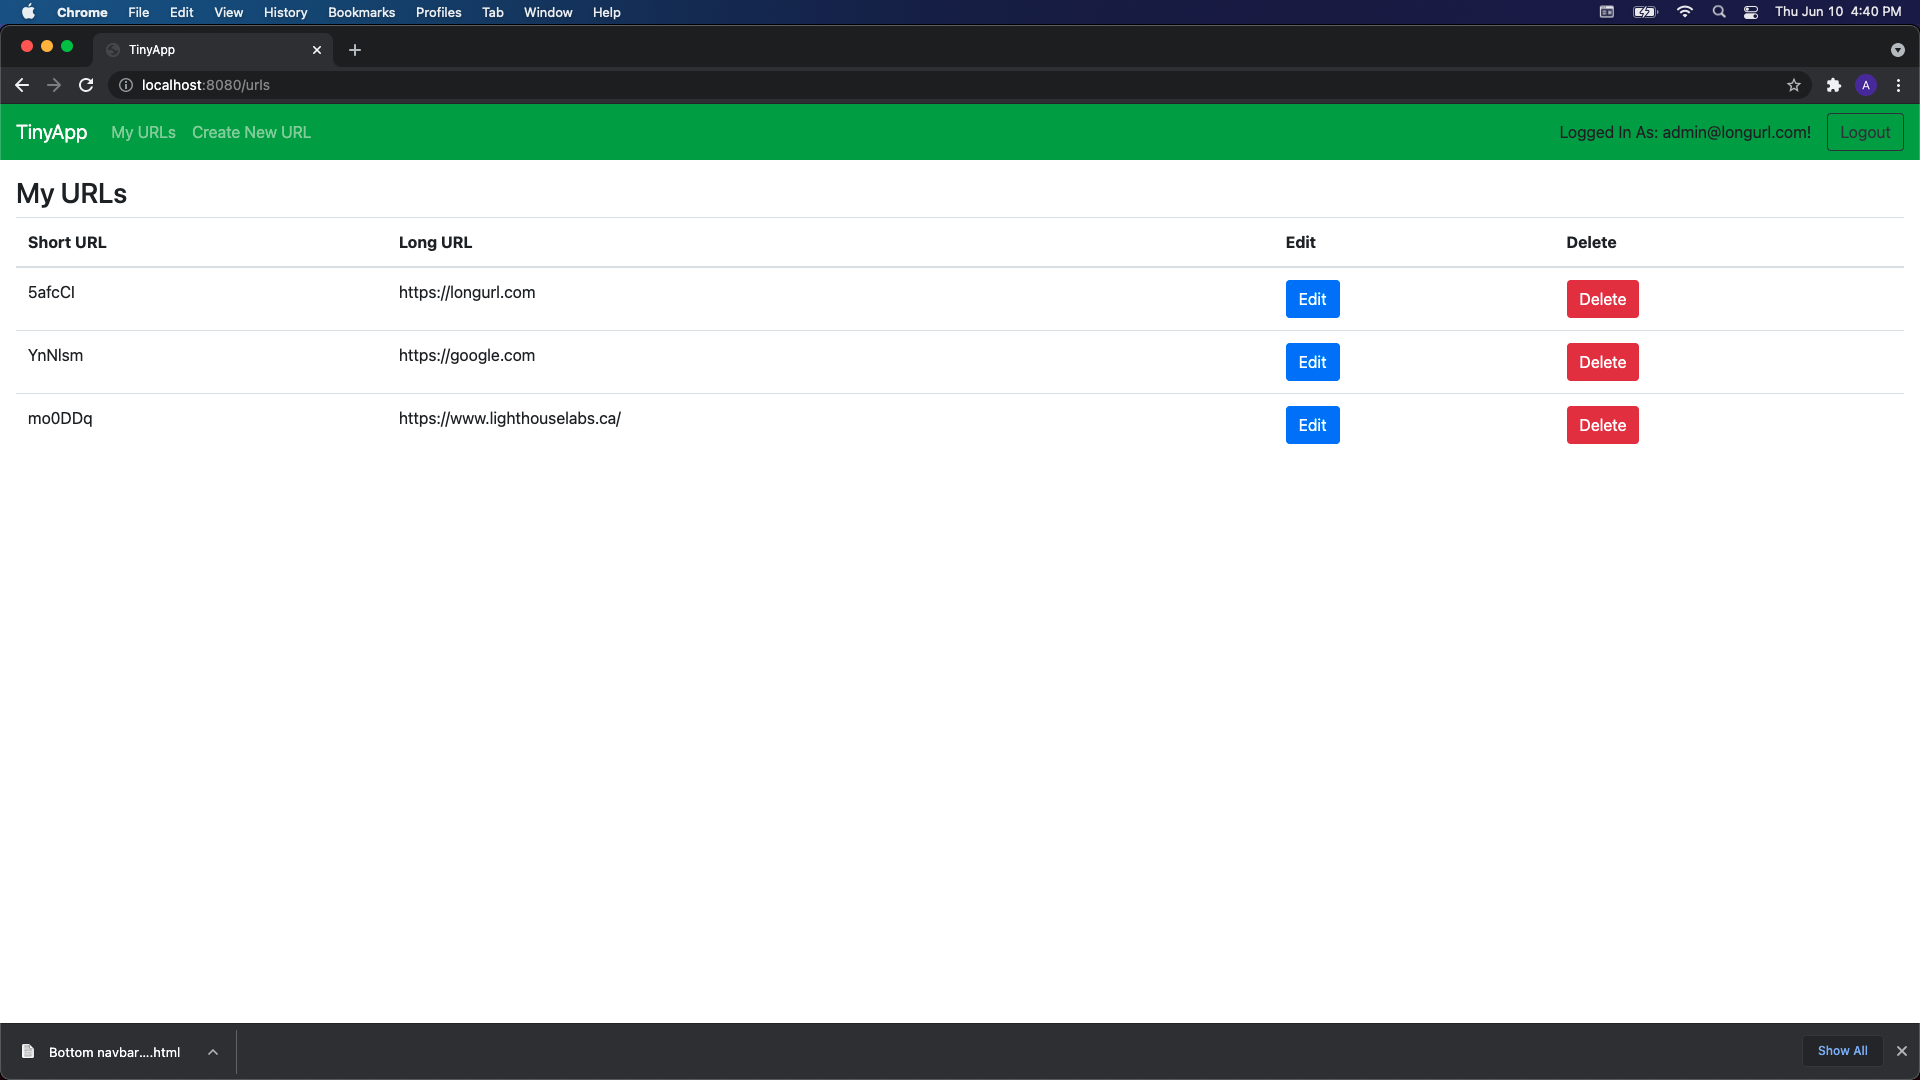 Chrome File Edit View History Bookmarks Profiles Tab Window Help Thu Jun 10 4:40 PM
TinyApp
localhost:8080/urls A
TinyApp My URLs Create New URL Logged In As: admin@longurl.com! Logout
My URLs
Short URL Long URL Edit Delete
5afcCl https://longurl.com Edit Delete
YnNlsm https://google.com Edit Delete
mo0DDq https://www.lighthouselabs.ca/ Edit Delete
Bottom navbar....html Show All